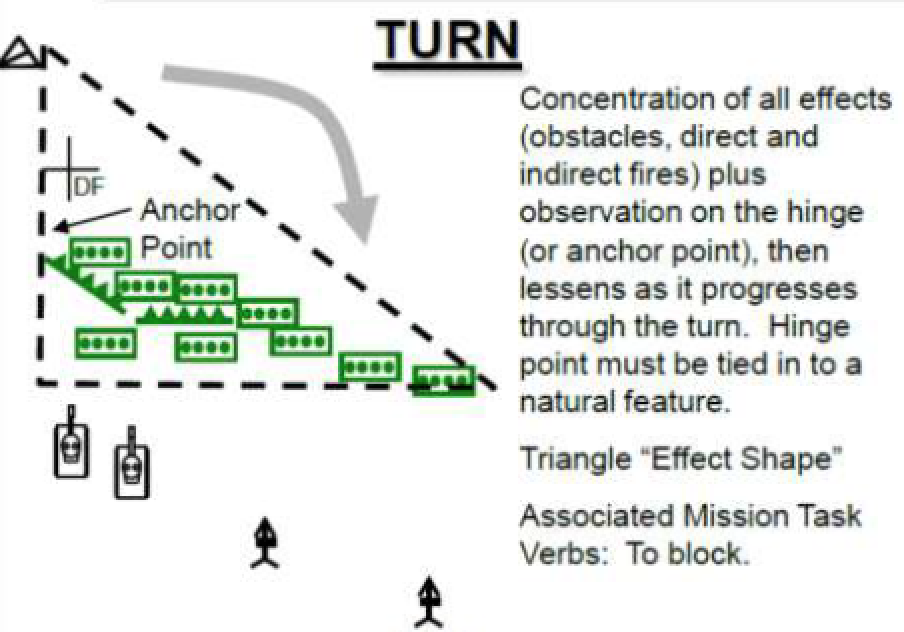 TURN
DF
Anchor
Point
Concentration of all effects
(obstacles, direct and
indirect fires) plus
observation on the hinge
(or anchor point), then
lessens as it progresses
through the turn. Hinge
point must be tied in to a
natural feature.
Triangle “Effect Shape”
Associated Mission Task
Verbs: To block.